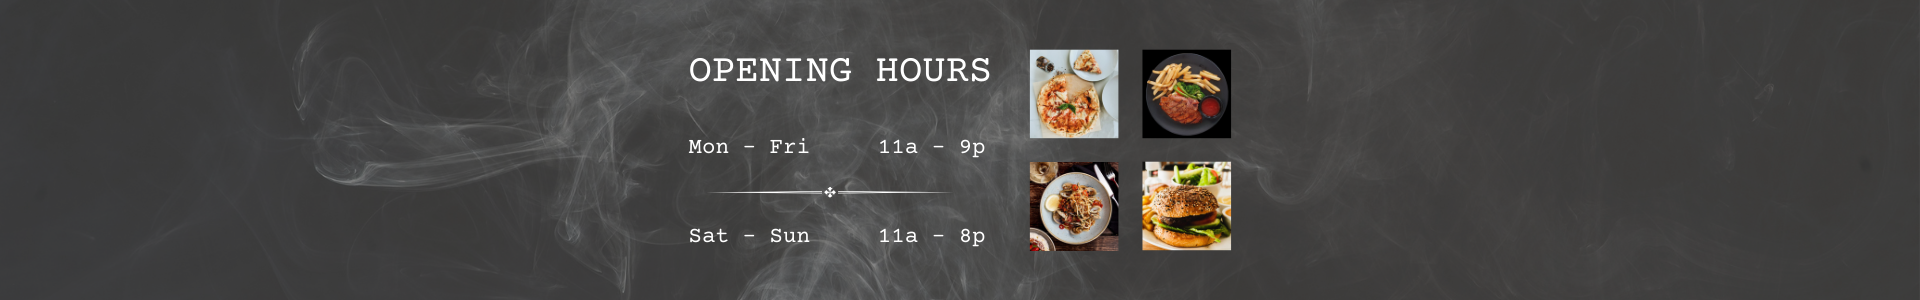 OPENING HOURS
Mon - Fri 11a - 9p
Sat - Sun 11a - 8p